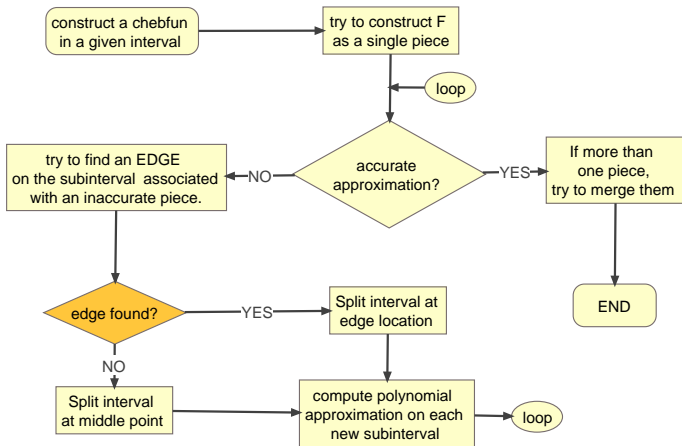 construct a chebfun
in a given interval
try to construct F
as a single piece
loop
accurate
approximation?
NO
YES
try to find an EDGE
on the subinterval associated
with an inaccurate piece.
If more than
one piece,
try to merge them
END
edge found?
YES
Split interval at
edge location
NO
Split interval
at middle point
compute polynomial
approximation on each
new subinterval
loop